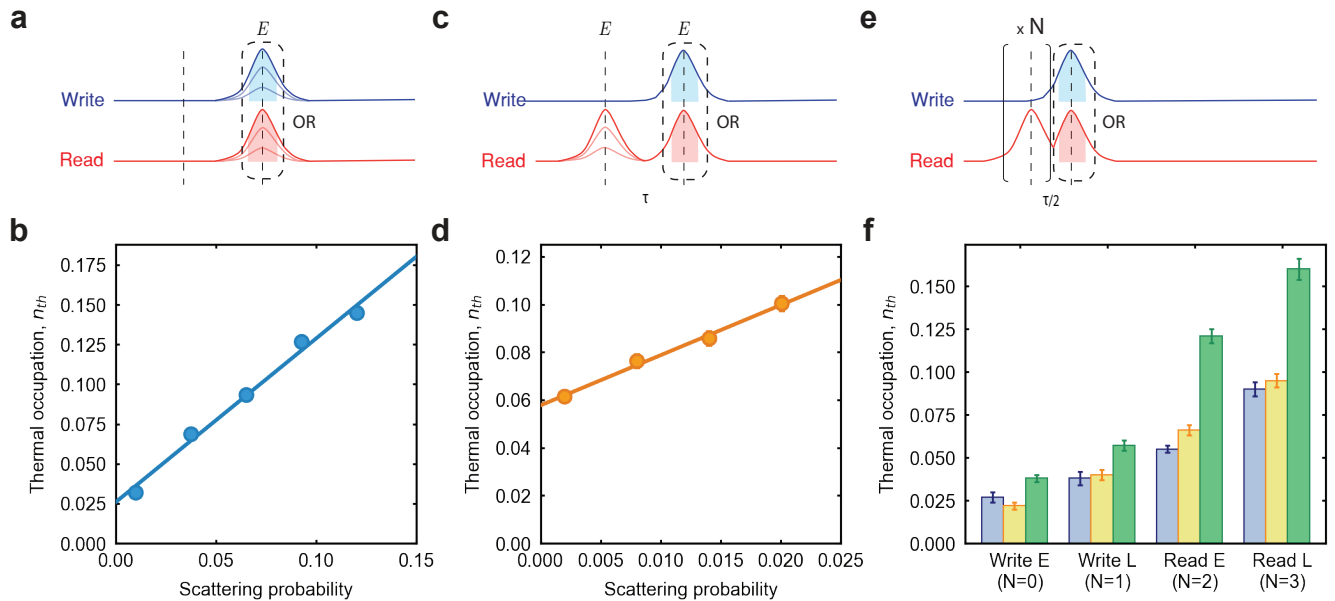 a
E
Write
OR
Read
c
E E
Write
OR
Read
τ
e
x N
Write
OR
Read
τ/2
b
Thermal occupation, nth
0.175
0.150
0.125
0.100
0.075
0.050
0.025
0.000
0.00 0.05 0.10 0.15
Scattering probability
d
Thermal occupation, nth
0.12
0.10
0.08
0.06
0.04
0.02
0.00
0.000 0.005 0.010 0.015 0.020 0.025
Scattering probability
f
Thermal occupation, nth
0.150
0.125
0.100
0.075
0.050
0.025
0.000
Write E Write L Read E Read L
(N=0) (N=1) (N=2) (N=3)